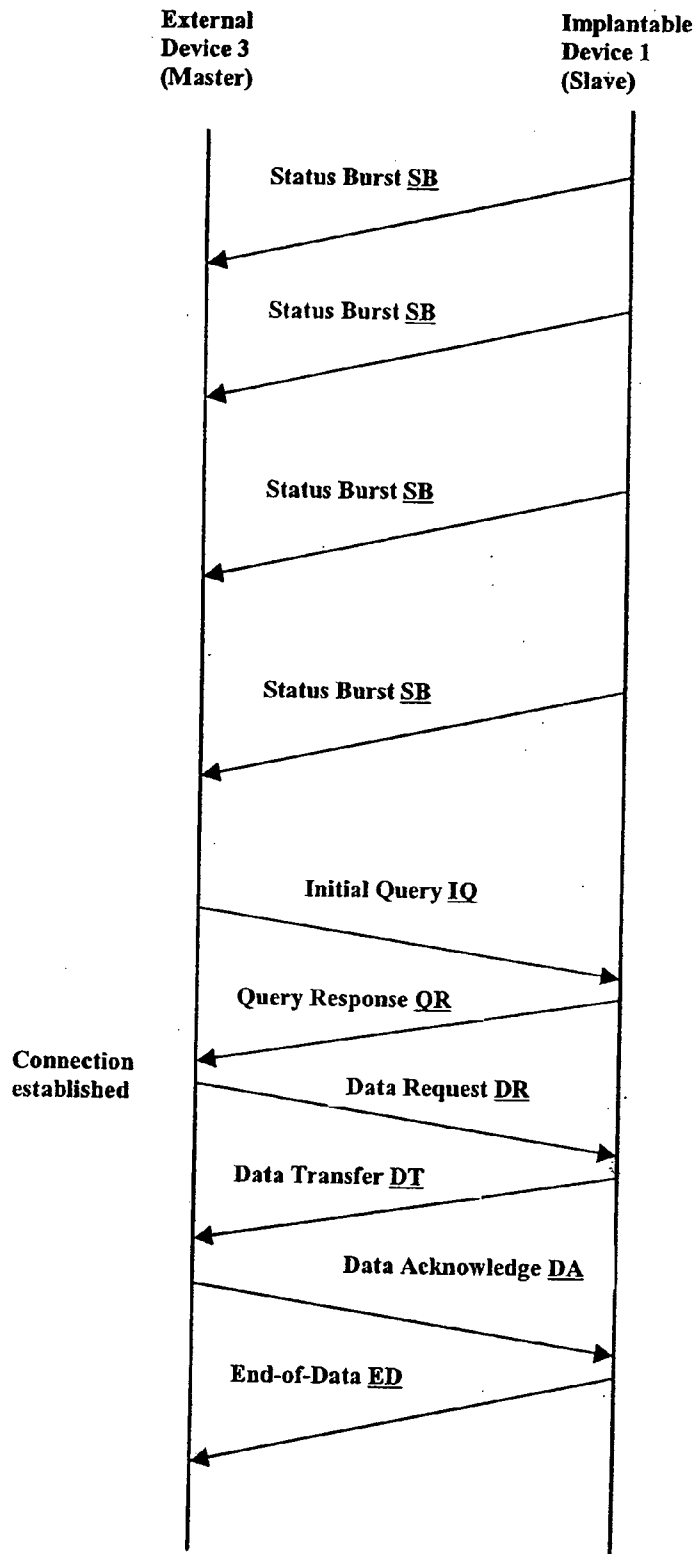 External
Device 3
(Master)
Implantable
Device 1
(Slave)
Status Burst SB
Status Burst SB
Status Burst SB
Status Burst SB
Initial Query IQ
Query Response QR
Connection
established
Data Request DR
Data Transfer DT
Data Acknowledge DA
End-of-Data ED